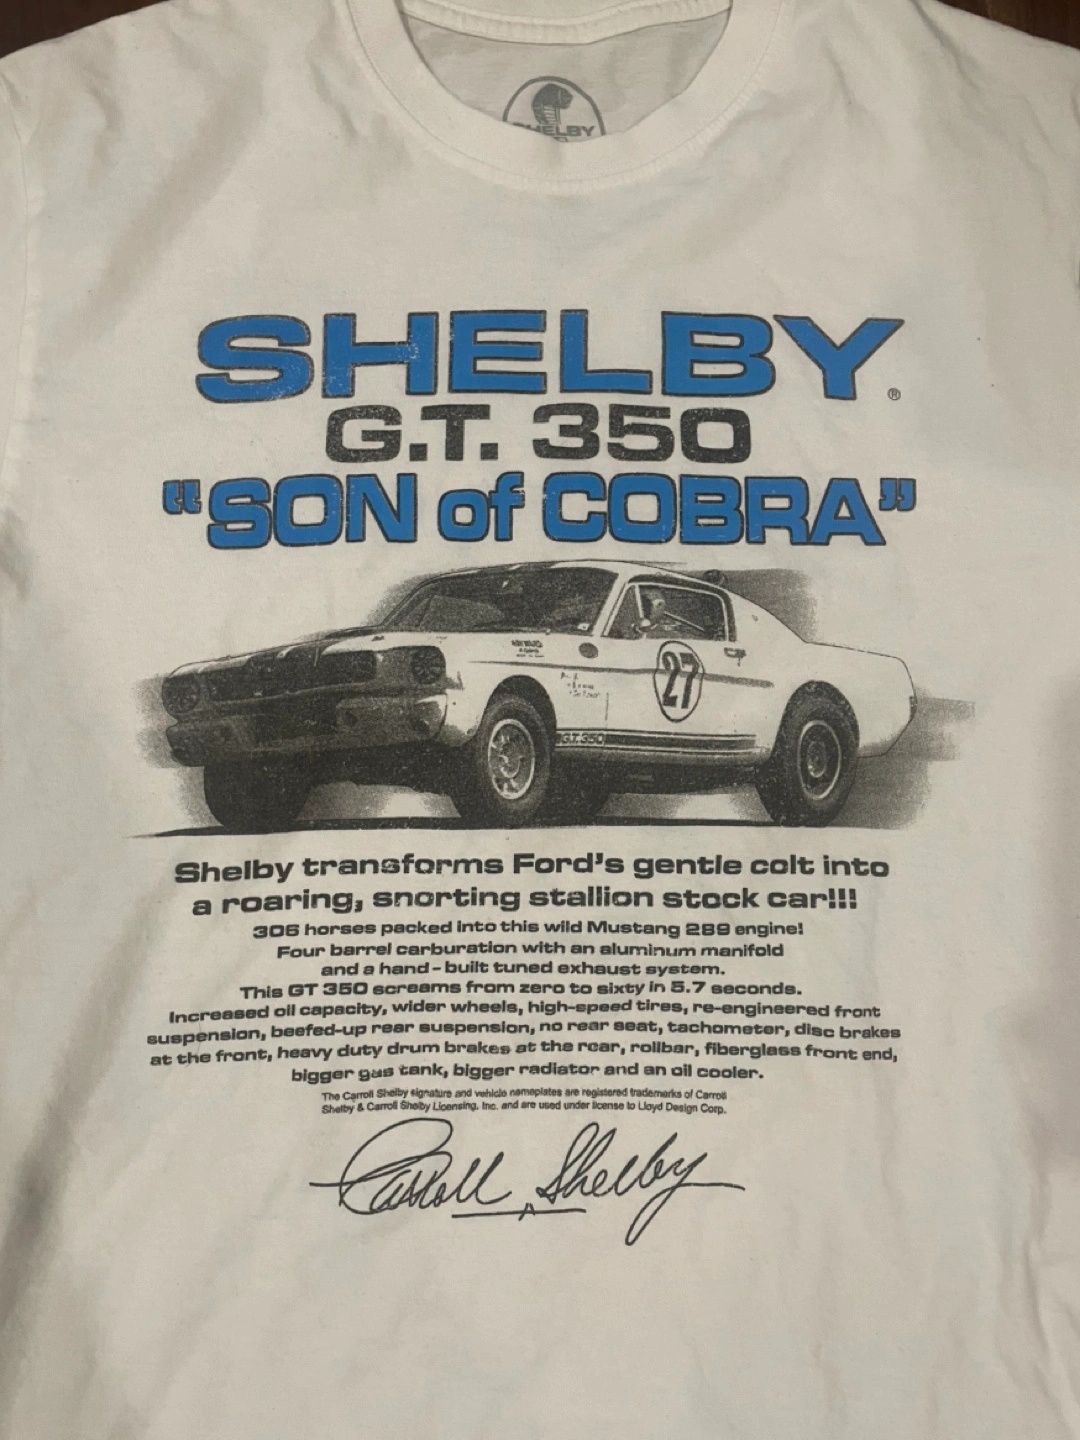 SHELBY
SHELBY®
G.T. 350
“SON of COBRA”
27
G.T. 350
Shelby transforms Ford's gentle colt into
a roaring, snorting stallion stock car!!!
306 horses packed into this wild Mustang 289 engine!
Four barrel carburation with an aluminum manifold
and a hand-built tuned exhaust system.
This GT 350 screams from zero to sixty in 5.7 seconds.
Increased oil capacity, wider wheels, high-speed tires, re-engineered front
suspension, beefed-up rear suspension, no rear seat, tachometer, disc brakes
at the front, heavy duty drum brakes at the rear, rollbar, fiberglass front end,
bigger gas tank, bigger radiator and an oil cooler.
The Carroll Shelby signature and vehicle nameplates are registered trademarks of Carroll
Shelby & Carroll Shelby Licensing, Inc. and are used under license to Lloyd Design Corp.
Carroll Shelby